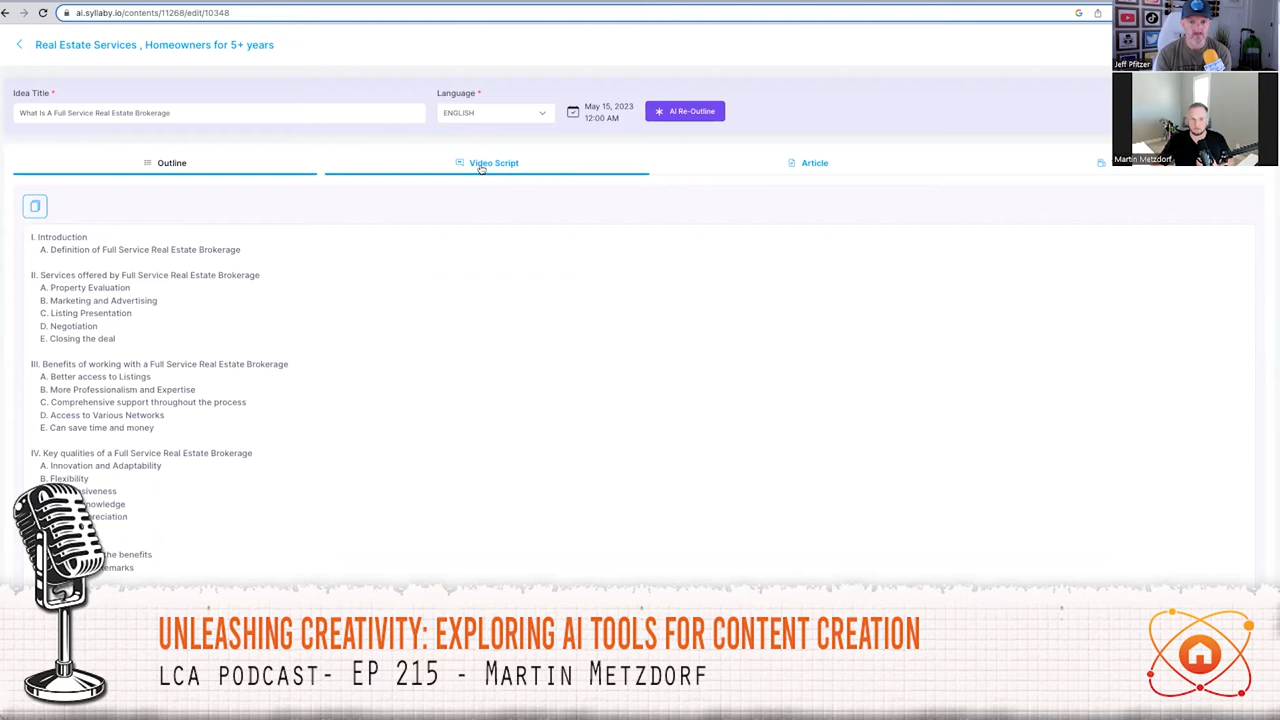 ai.syllaby.io/contents/11268/edit/10348
Real Estate Services , Homeowners for 5+ years
Jeff Pfitzer
Idea Title *
Language *
What Is A Full Service Real Estate Brokerage
ENGLISH
May 15, 2023
12:00 AM
AI Re-Outline
Martin Metzdorf
Outline
Video Script
Article
I. Introduction
A. Definition of Full Service Real Estate Brokerage
II. Services offered by Full Service Real Estate Brokerage
A. Property Evaluation
B. Marketing and Advertising
C. Listing Presentation
D. Negotiation
E. Closing the deal
III. Benefits of working with a Full Service Real Estate Brokerage
A. Better access to Listings
B. More Professionalism and Expertise
C. Comprehensive support throughout the process
D. Access to Various Networks
E. Can save time and money
IV. Key qualities of a Full Service Real Estate Brokerage
A. Innovation and Adaptability
B. Flexibility
siveness
nowledge
reciation
the benefits
emarks
UNLEASHING CREATIVITY: EXPLORING AI TOOLS FOR CONTENT CREATION
LCA PODCAST- EP 215 - MARTIN METZDORF